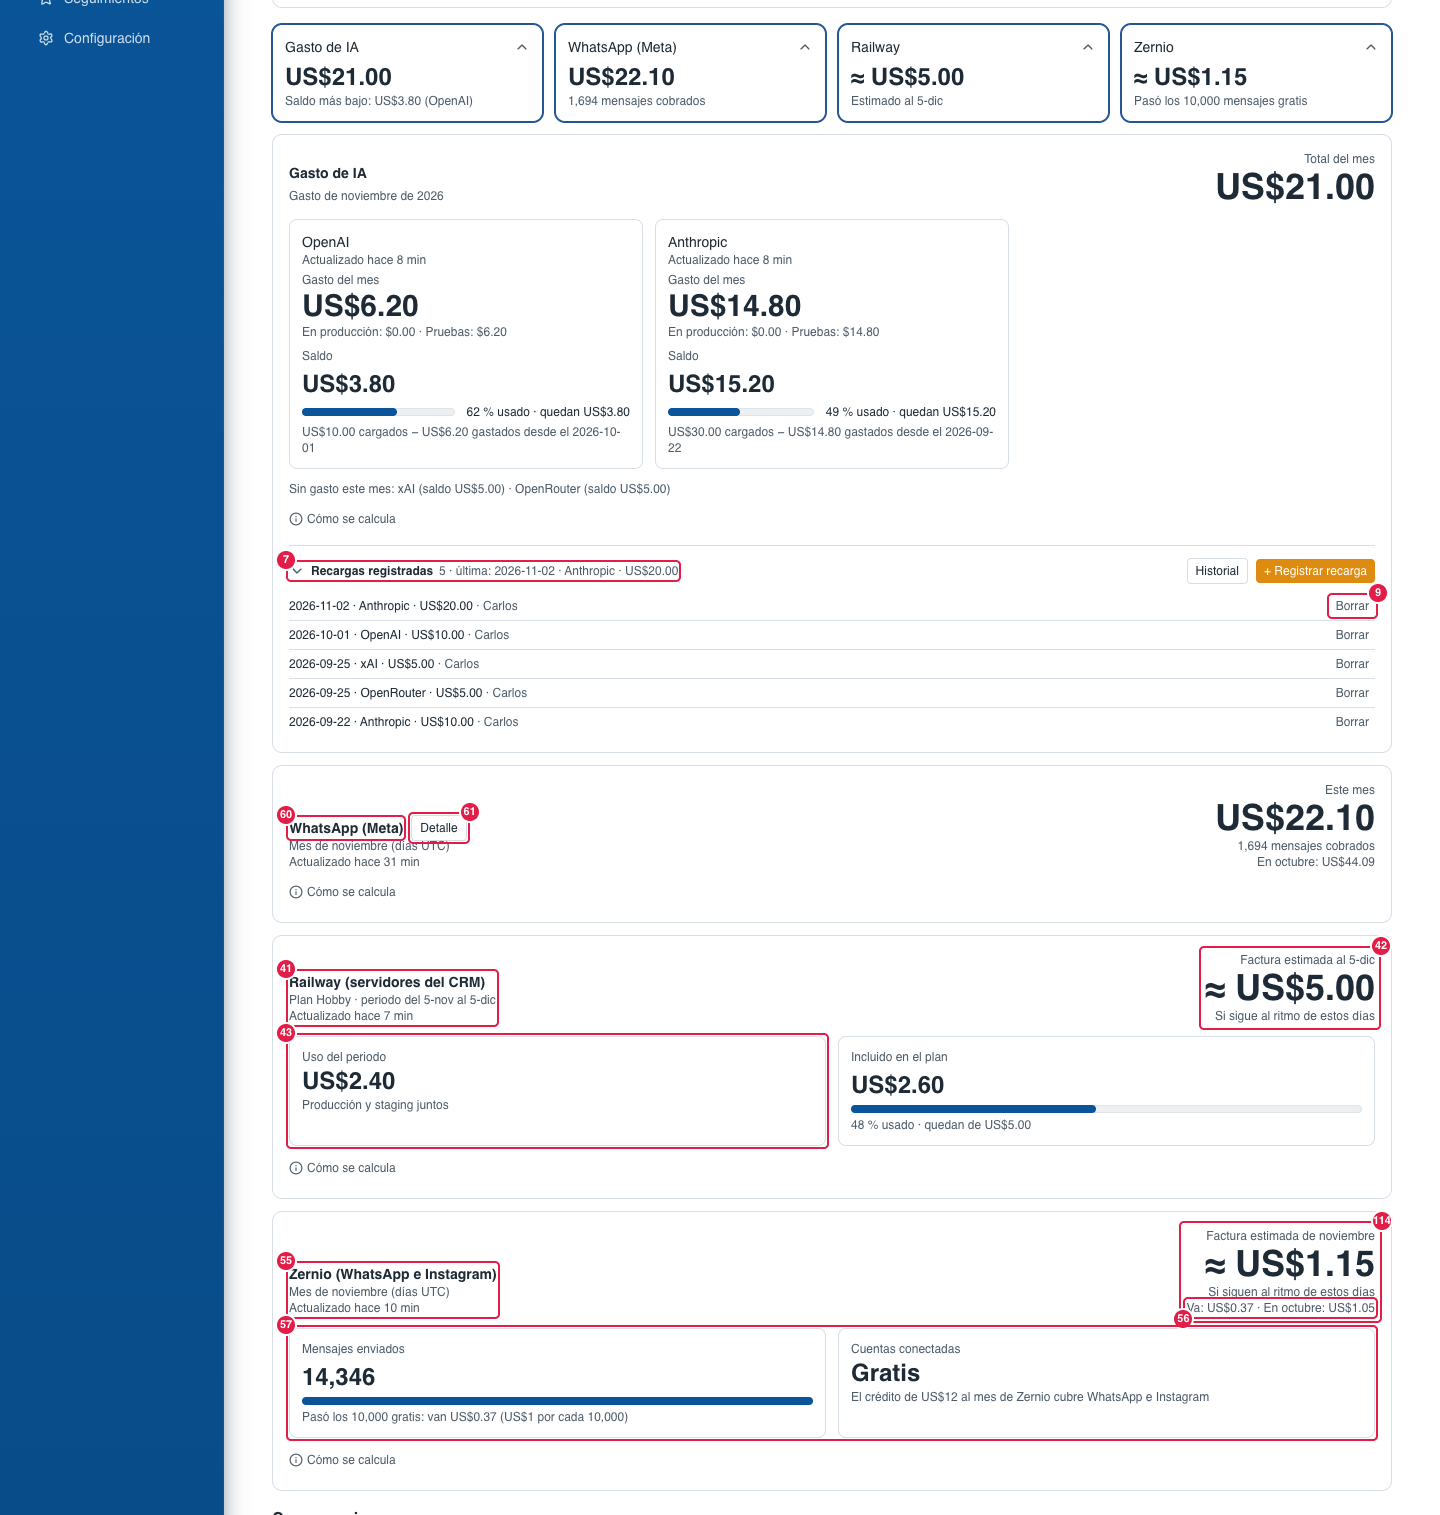 Configuración
Gasto de IA
US$21.00
Saldo más bajo: US$3.80 (OpenAI)
WhatsApp (Meta)
US$22.10
1,694 mensajes cobrados
Railway
≈ US$5.00
Estimado al 5-dic
Zernio
≈ US$1.15
Pasó los 10,000 mensajes gratis
Gasto de IA
Gasto de noviembre de 2026
Total del mes
US$21.00
OpenAI
Actualizado hace 8 min
Gasto del mes
US$6.20
En producción: $0.00 · Pruebas: $6.20
Saldo
US$3.80
62 % usado · quedan US$3.80
US$10.00 cargados – US$6.20 gastados desde el 2026-10-
01
Anthropic
Actualizado hace 8 min
Gasto del mes
US$14.80
En producción: $0.00 · Pruebas: $14.80
Saldo
US$15.20
49 % usado · quedan US$15.20
US$30.00 cargados – US$14.80 gastados desde el 2026-09-
22
Sin gasto este mes: xAI (saldo US$5.00) · OpenRouter (saldo US$5.00)
Cómo se calcula
7
Recargas registradas 5 · última: 2026-11-02 · Anthropic · US$20.00
Historial
+ Registrar recarga
2026-11-02 · Anthropic · US$20.00 · Carlos
Borrar
9
2026-10-01 · OpenAI · US$10.00 · Carlos
Borrar
2026-09-25 · xAI · US$5.00 · Carlos
Borrar
2026-09-25 · OpenRouter · US$5.00 · Carlos
Borrar
2026-09-22 · Anthropic · US$10.00 · Carlos
Borrar
60
WhatsApp (Meta)
61
Detalle
Mes de noviembre (días UTC)
Actualizado hace 31 min
Este mes
US$22.10
1,694 mensajes cobrados
En octubre: US$44.09
Cómo se calcula
41
Railway (servidores del CRM)
Plan Hobby · periodo del 5-nov al 5-dic
Actualizado hace 7 min
42
Factura estimada al 5-dic
≈ US$5.00
Si sigue al ritmo de estos días
43
Uso del periodo
US$2.40
Producción y staging juntos
Incluido en el plan
US$2.60
48 % usado · quedan de US$5.00
Cómo se calcula
55
Zernio (WhatsApp e Instagram)
Mes de noviembre (días UTC)
Actualizado hace 10 min
114
Factura estimada de noviembre
≈ US$1.15
Si siguen al ritmo de estos días
Va: US$0.37 · En octubre: US$1.05
56
57
Mensajes enviados
14,346
Pasó los 10,000 gratis: van US$0.37 (US$1 por cada 10,000)
Cuentas conectadas
Gratis
El crédito de US$12 al mes de Zernio cubre WhatsApp e Instagram
Cómo se calcula